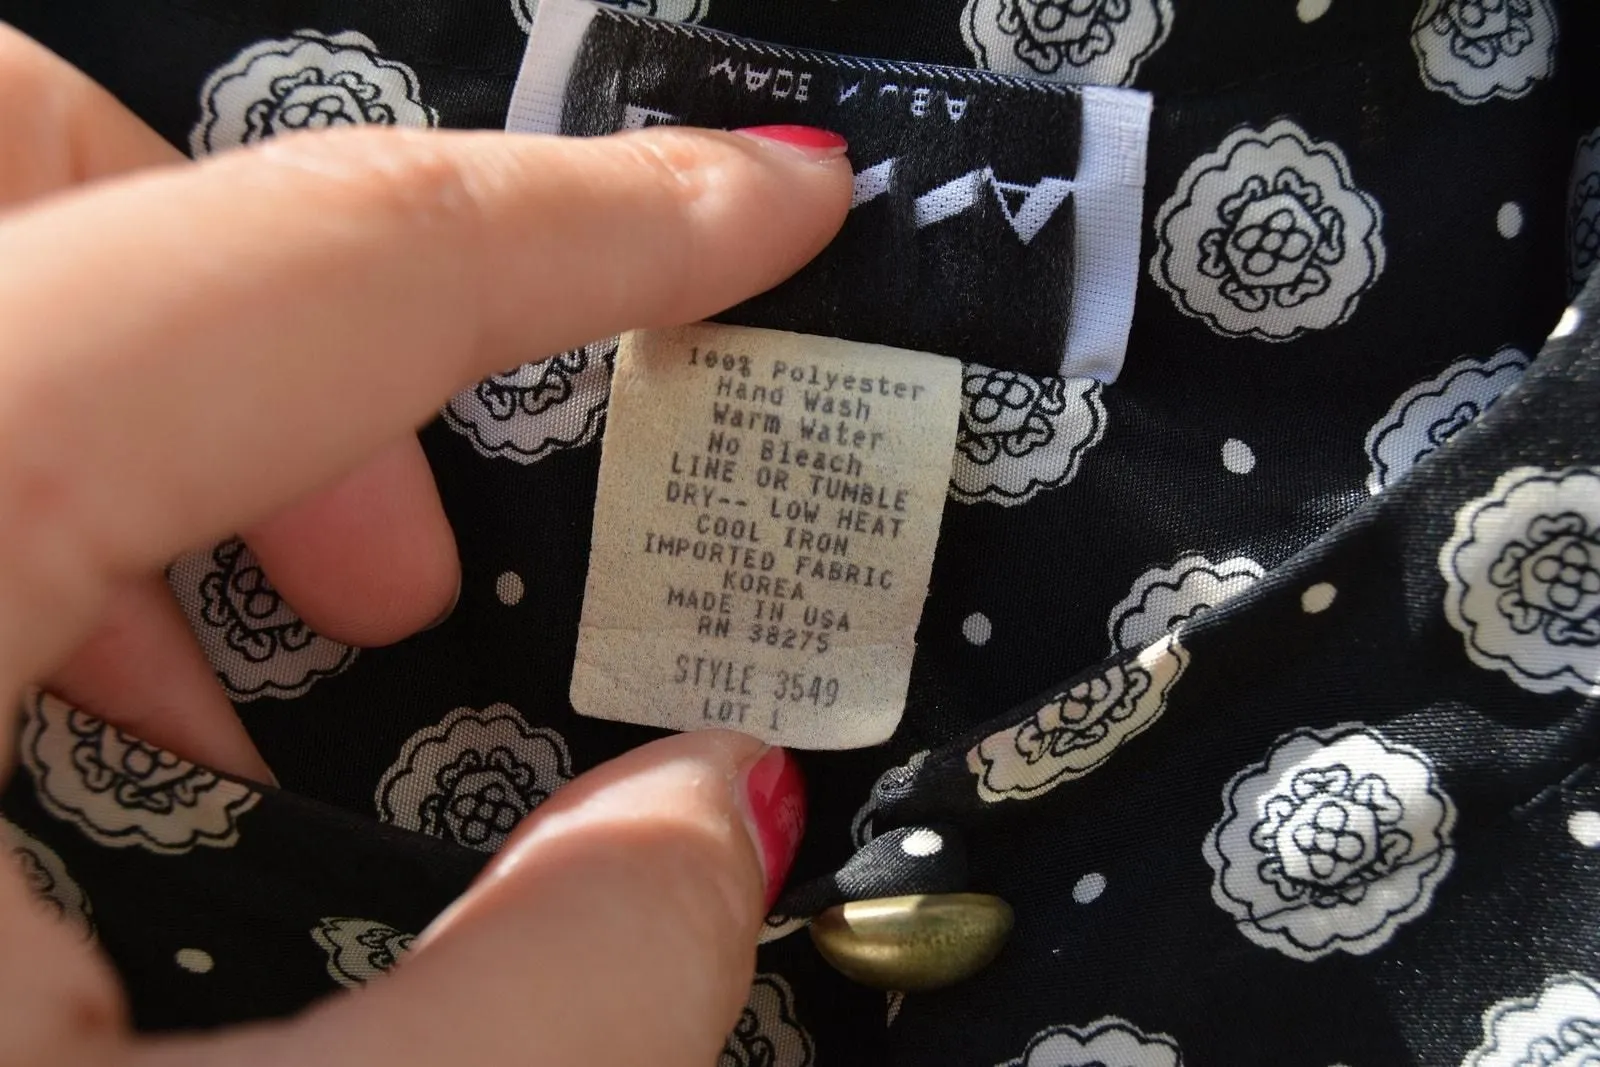 100% Polyester
Hand Wash
Warm Water
No Bleach
LINE OR TUMBLE
DRY-- LOW HEAT
COOL IRON
IMPORTED FABRIC
KOREA
MADE IN USA
RN 38275
STYLE 3549
LOT 1